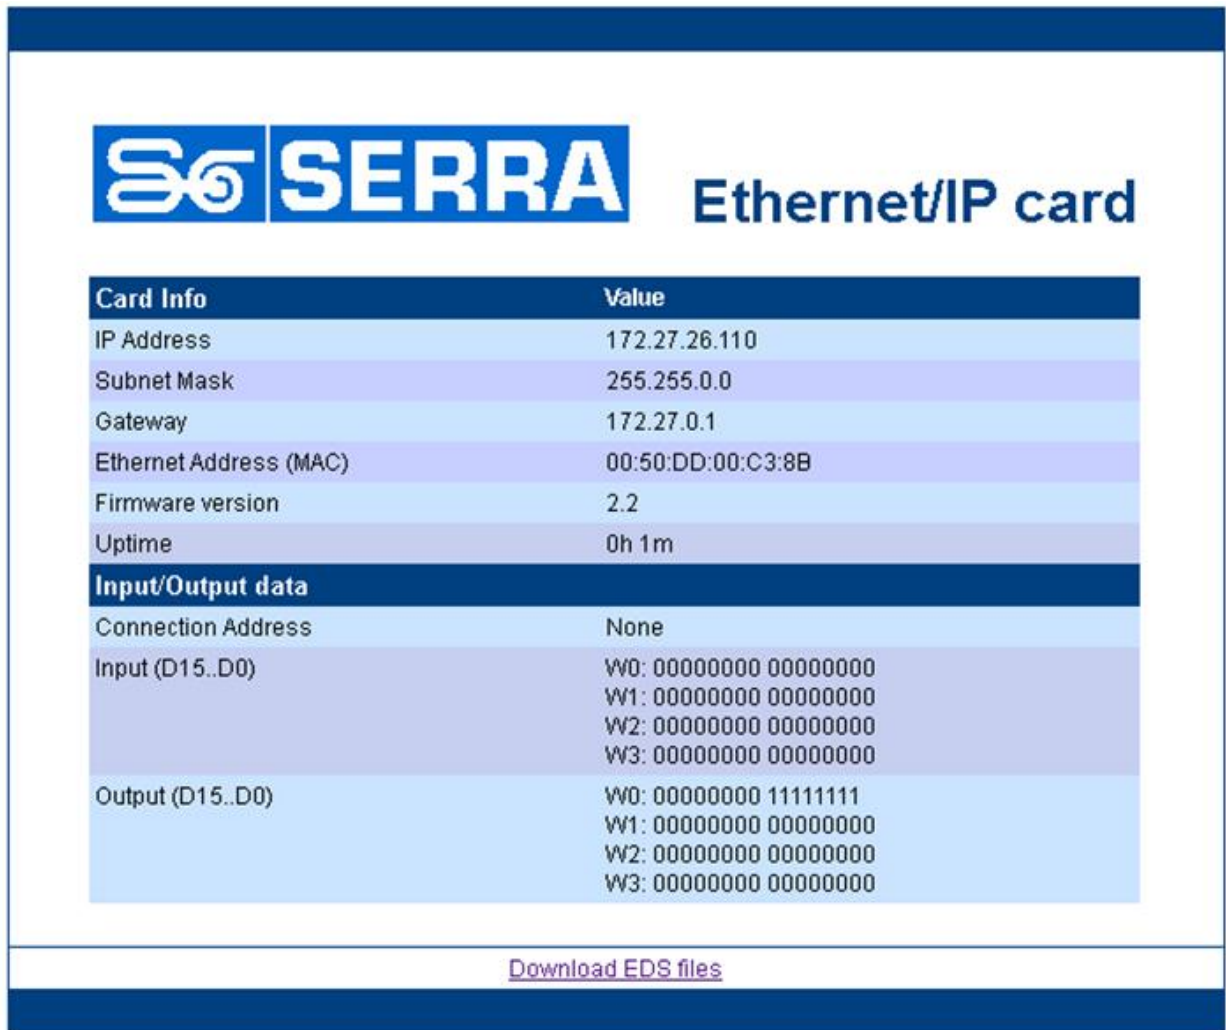 SERRA
Ethernet/IP card
Card Info Value
IP Address 172.27.26.110
Subnet Mask 255.255.0.0
Gateway 172.27.0.1
Ethernet Address (MAC) 00:50:DD:00:C3:8B
Firmware version 2.2
Uptime 0h 1m
Input/Output data
Connection Address None
Input (D15..D0) W0: 00000000 00000000
W1: 00000000 00000000
W2: 00000000 00000000
W3: 00000000 00000000
Output (D15..D0) W0: 00000000 11111111
W1: 00000000 00000000
W2: 00000000 00000000
W3: 00000000 00000000
Download EDS files